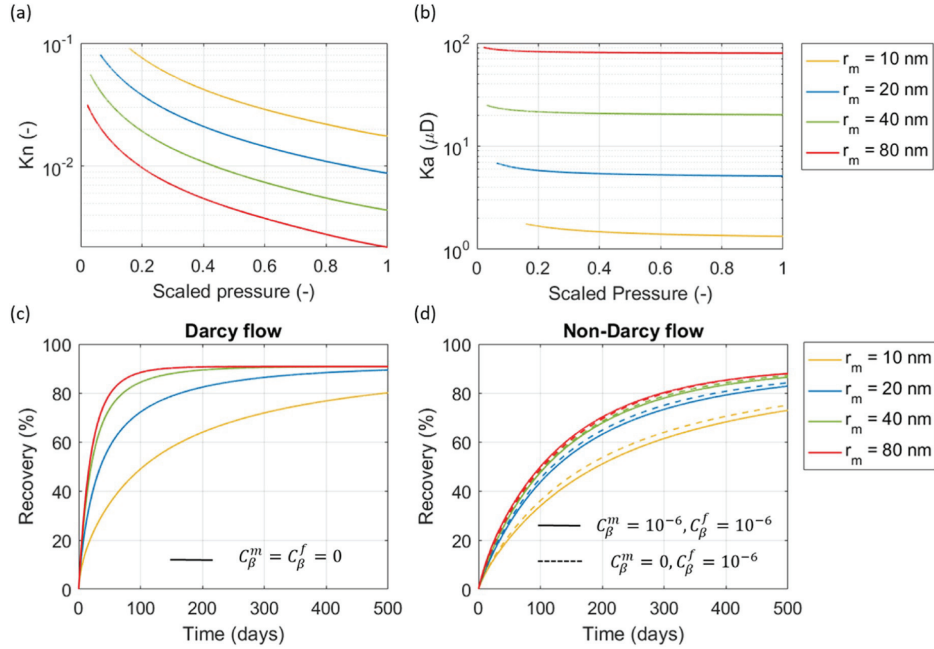 (a)
10^-1
10^-2
Kn (-)
0 0.2 0.4 0.6 0.8 1
Scaled pressure (-)
(b)
10^2
10^1
10^0
Ka (μD)
0 0.2 0.4 0.6 0.8 1
Scaled Pressure (-)
r_m = 10 nm
r_m = 20 nm
r_m = 40 nm
r_m = 80 nm
(c)
Darcy flow
100
80
60
40
20
0
Recovery (%)
C_β^m = C_β^f = 0
0 100 200 300 400 500
Time (days)
(d)
Non-Darcy flow
100
80
60
40
20
0
Recovery (%)
C_β^m = 10^-6, C_β^f = 10^-6
C_β^m = 0, C_β^f = 10^-6
0 100 200 300 400 500
Time (days)
r_m = 10 nm
r_m = 20 nm
r_m = 40 nm
r_m = 80 nm